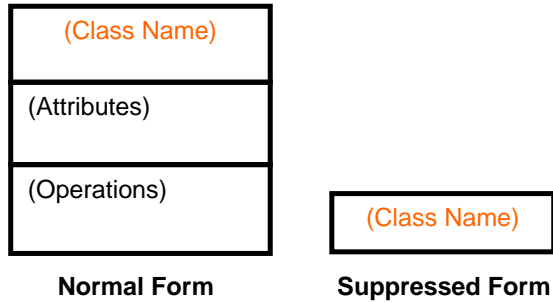 (Class Name)
(Attributes)
(Operations)
(Class Name)
Normal Form
Suppressed Form